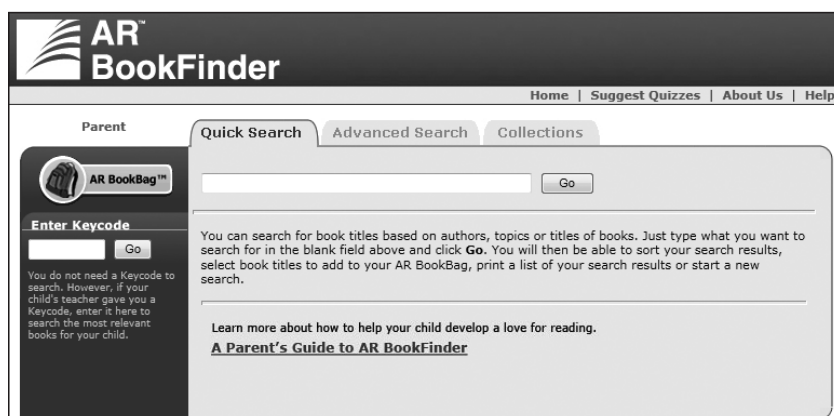 AR™
BookFinder
Home | Suggest Quizzes | About Us | Help
Parent
Quick Search
Advanced Search
Collections
AR BookBag™
Go
Enter Keycode
Go
You do not need a Keycode to
search. However, if your
child's teacher gave you a
Keycode, enter it here to
search the most relevant
books for your child.
You can search for book titles based on authors, topics or titles of books. Just type what you want to
search for in the blank field above and click Go. You will then be able to sort your search results,
select book titles to add to your AR BookBag, print a list of your search results or start a new
search.
Learn more about how to help your child develop a love for reading.
A Parent's Guide to AR BookFinder